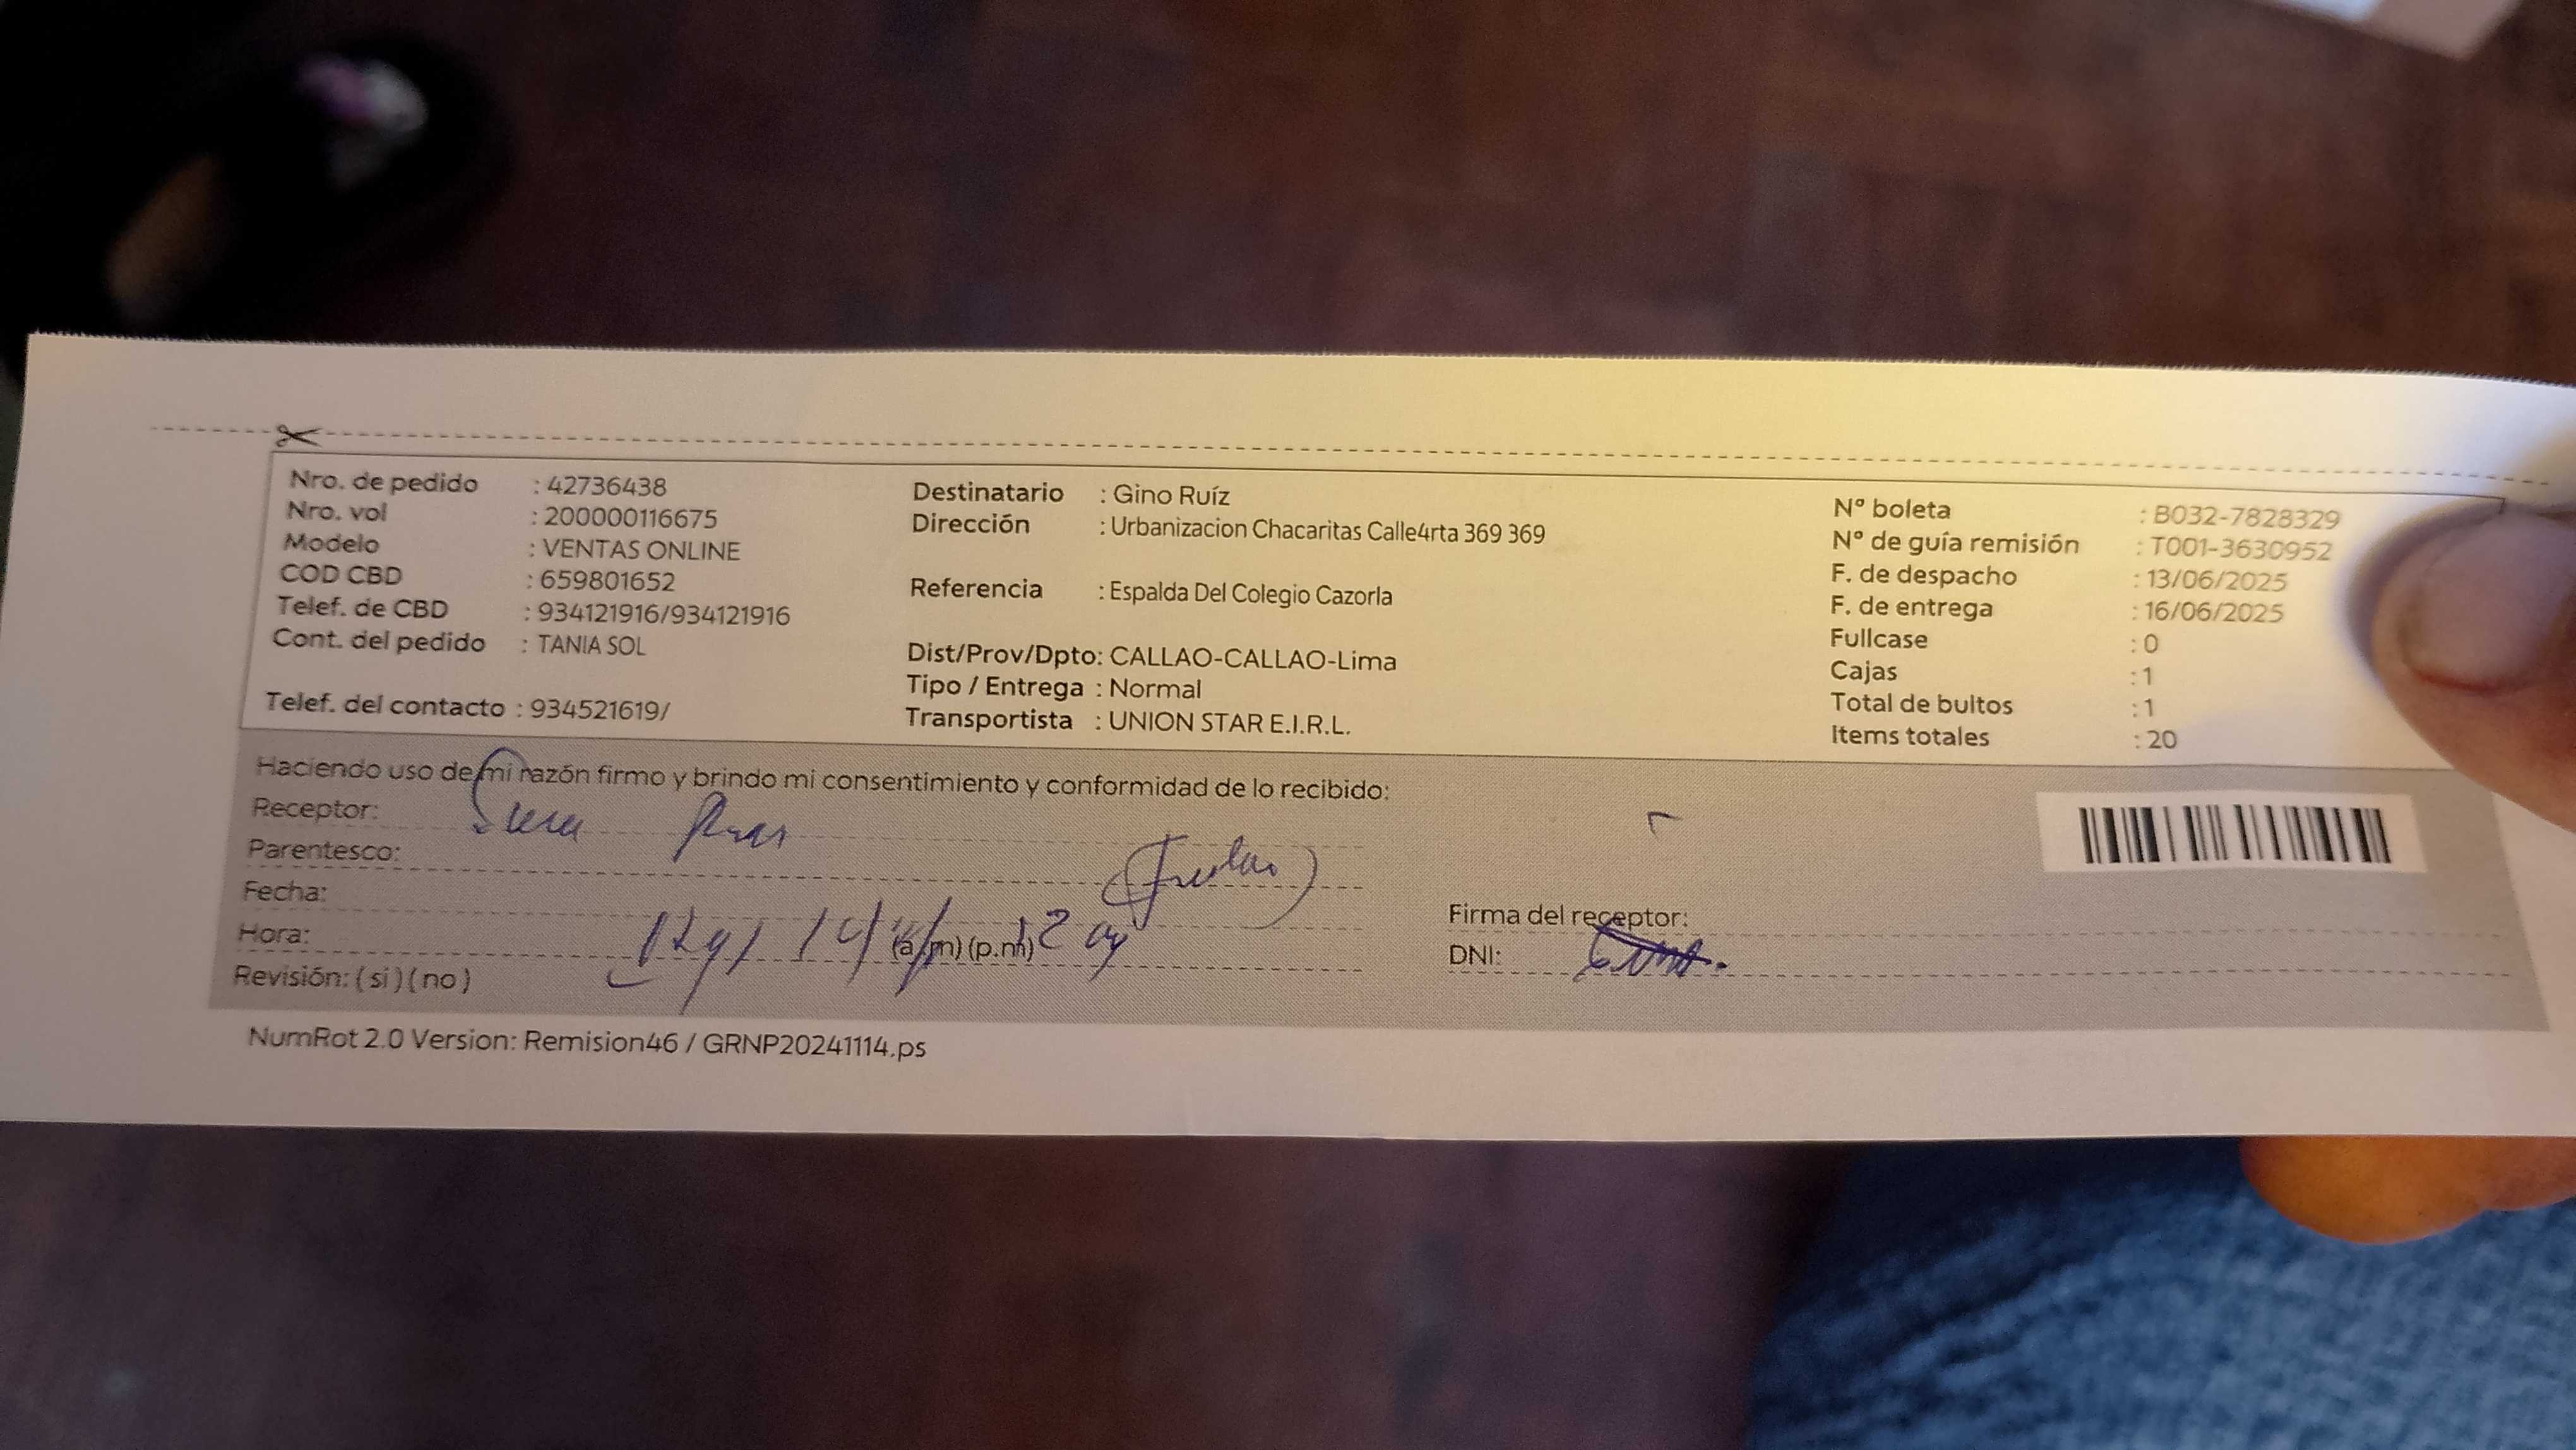 Nro. de pedido : 42736438
Nro. vol : 200000116675
Modelo : VENTAS ONLINE
COD CBD : 659801652
Telef. de CBD : 934121916/934121916
Cont. del pedido : TANIA SOL
Telef. del contacto : 934521619/
Destinatario : Gino Ruíz
Dirección : Urbanizacion Chacaritas Calle4rta 369 369
Referencia : Espalda Del Colegio Cazorla
Dist/Prov/Dpto: CALLAO-CALLAO-Lima
Tipo / Entrega : Normal
Transportista : UNION STAR E.I.R.L.
Nº boleta : B032-7828329
Nº de guía remisión : T001-3630952
F. de despacho : 13/06/2025
F. de entrega : 16/06/2025
Fullcase : 0
Cajas : 1
Total de bultos : 1
Items totales : 20
Haciendo uso de mi razón firmo y brindo mi consentimiento y conformidad de lo recibido:
Receptor:
Parentesco:
Fecha:
Hora: (a.m) (p.m)
Revisión: ( si ) ( no )
Firma del receptor:
DNI:
NumRot 2.0 Version: Remision46 / GRNP20241114.ps